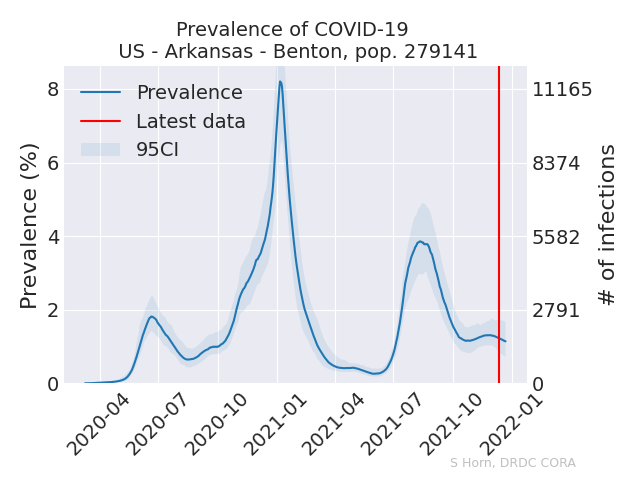 Prevalence of COVID-19
US - Arkansas - Benton, pop. 279141
Prevalence
Latest data
95CI
Prevalence (%)
8
6
4
2
0
11165
8374
5582
2791
0
# of infections
2020-04
2020-07
2020-10
2021-01
2021-04
2021-07
2021-10
2022-01
S Horn, DRDC CORA